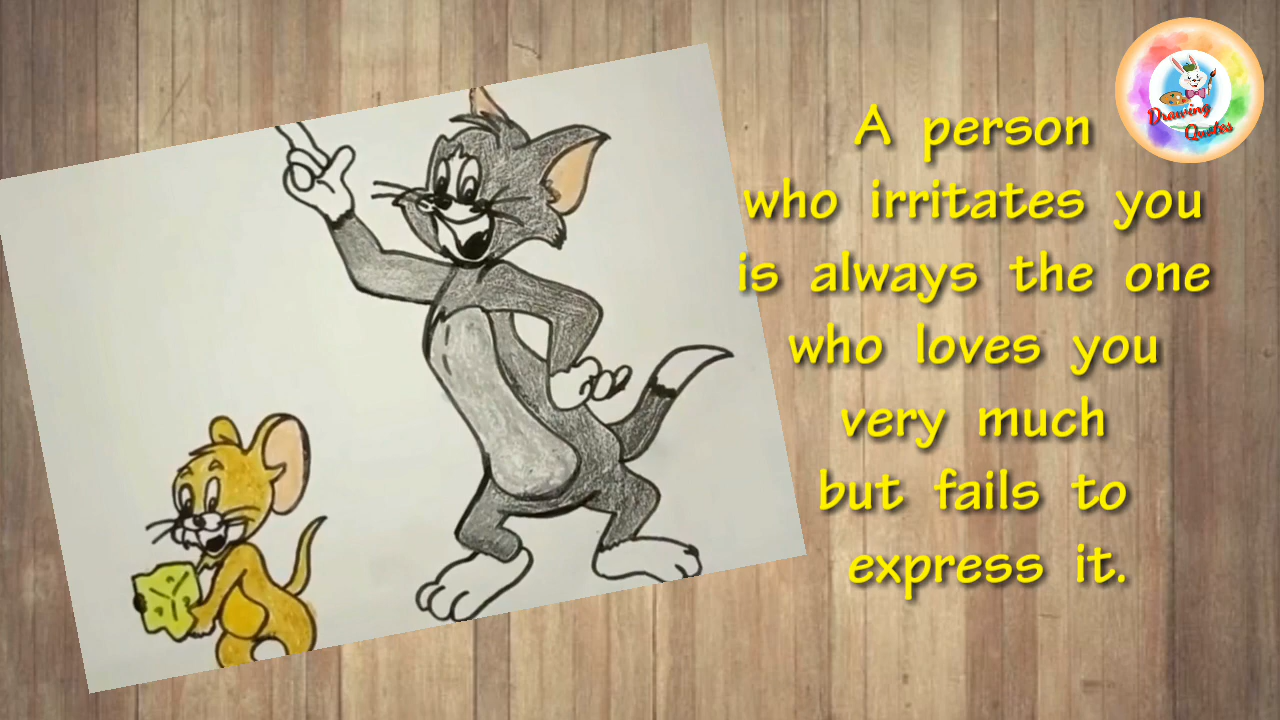 A person
who irritates you
is always the one
who loves you
very much
but fails to
express it.
Drawing
Quotes